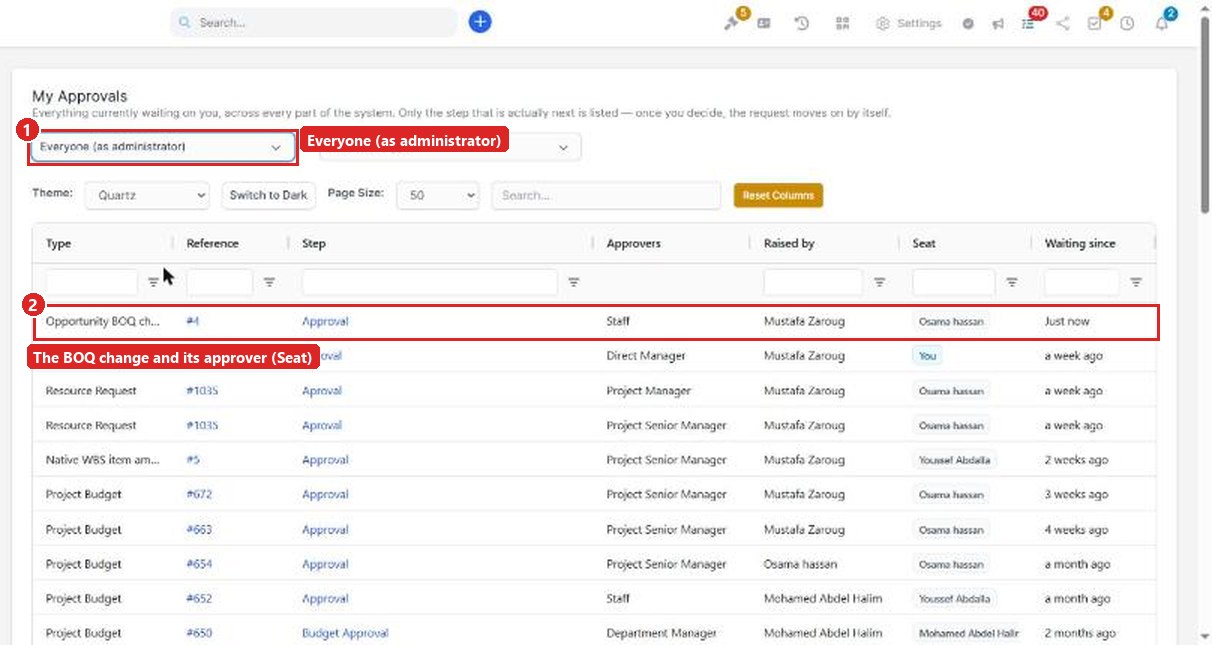 Search...
5
Settings
40
4
2
My Approvals
Everything currently waiting on you, across every part of the system. Only the step that is actually next is listed — once you decide, the request moves on by itself.
1
Everyone (as administrator)
Everyone (as administrator)
Theme: Quartz Switch to Dark Page Size: 50 Search... Reset Columns
Type Reference Step Approvers Raised by Seat Waiting since
2
Opportunity BOQ ch... #4 Approval Staff Mustafa Zaroug Osama hassan Just now
The BOQ change and its approver (Seat)
oval Direct Manager Mustafa Zaroug You a week ago
Resource Request #1035 Aproval Project Manager Mustafa Zaroug Osama hassan a week ago
Resource Request #1035 Aproval Project Senior Manager Mustafa Zaroug Osama hassan a week ago
Native WBS item am... #5 Approval Project Senior Manager Mustafa Zaroug Youssef Abdalla 2 weeks ago
Project Budget #672 Approval Project Senior Manager Mustafa Zaroug Osama hassan 3 weeks ago
Project Budget #663 Approval Project Senior Manager Mustafa Zaroug Osama hassan 4 weeks ago
Project Budget #654 Approval Project Senior Manager Osama hassan Osama hassan a month ago
Project Budget #652 Approval Staff Mohamed Abdel Halim Youssef Abdalla a month ago
Project Budget #650 Budget Approval Department Manager Mohamed Abdel Halim Mohamed Abdel Halir 2 months ago